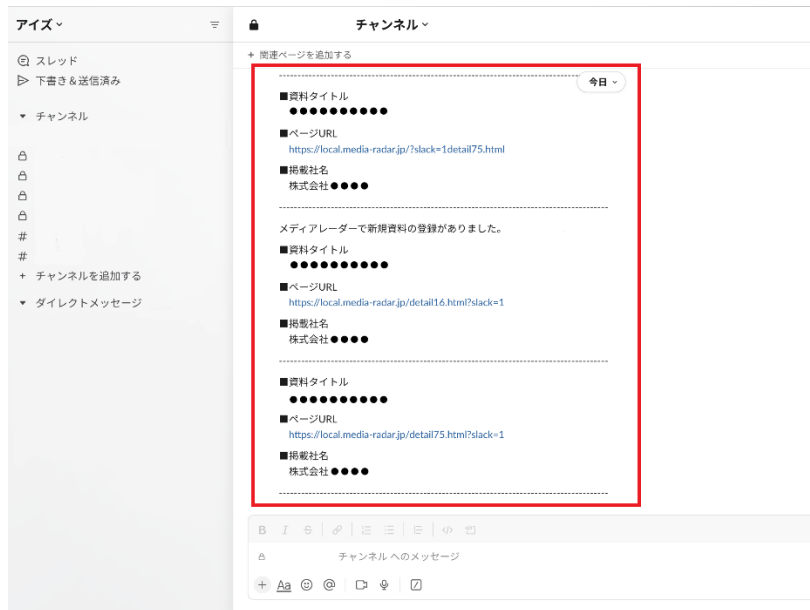 アイズ
スレッド
下書き＆送信済み
チャンネル
#
#
+ チャンネルを追加する
ダイレクトメッセージ
チャンネル
+ 関連ページを追加する
今日
■資料タイトル
●●●●●●●●●●
■ページURL
https://local.media-radar.jp/?slack=1detail75.html
■掲載社名
株式会社●●●●
メディアレーダーで新規資料の登録がありました。
■資料タイトル
●●●●●●●●●●
■ページURL
https://local.media-radar.jp/detail16.html?slack=1
■掲載社名
株式会社●●●●
■資料タイトル
●●●●●●●●●●
■ページURL
https://local.media-radar.jp/detail75.html?slack=1
■掲載社名
株式会社●●●●
B I S
チャンネル へのメッセージ
+ Aa @